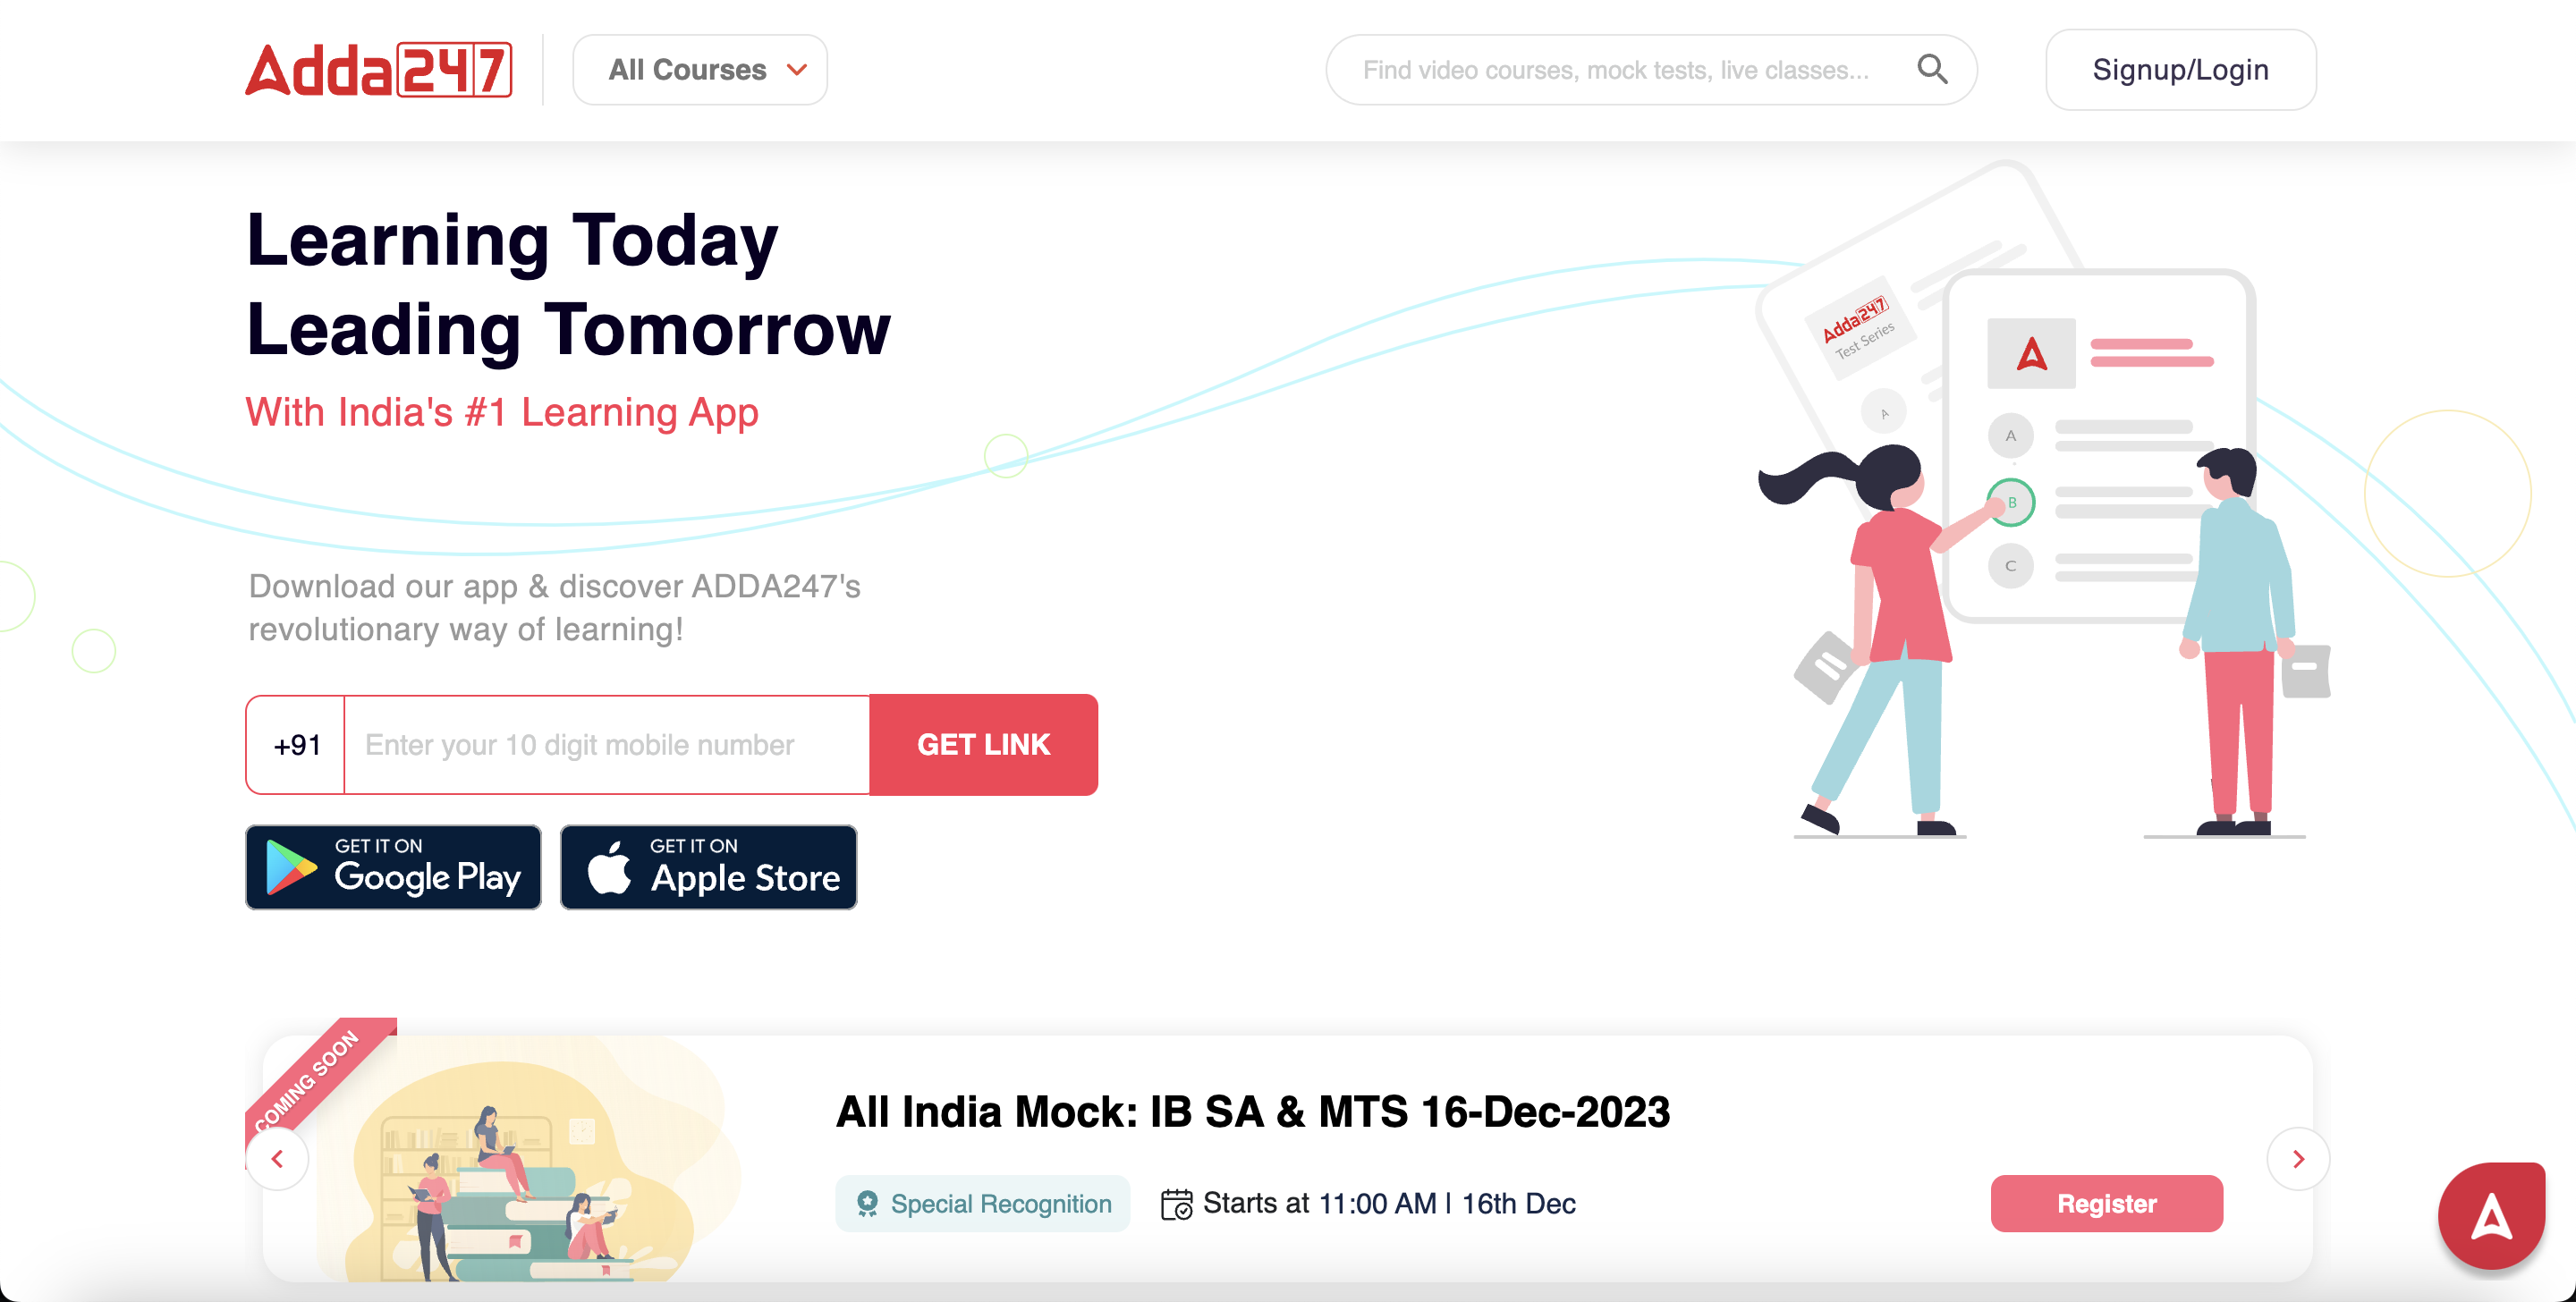 Adda247
All Courses
Find video courses, mock tests, live classes...
Signup/Login
Learning Today
Leading Tomorrow
With India's #1 Learning App
Download our app & discover ADDA247's
revolutionary way of learning!
+91
Enter your 10 digit mobile number
GET LINK
GET IT ON
Google Play
GET IT ON
Apple Store
Adda247
Test Series
A
A
B
C
COMING SOON
All India Mock: IB SA & MTS 16-Dec-2023
Special Recognition
Starts at 11:00 AM | 16th Dec
Register